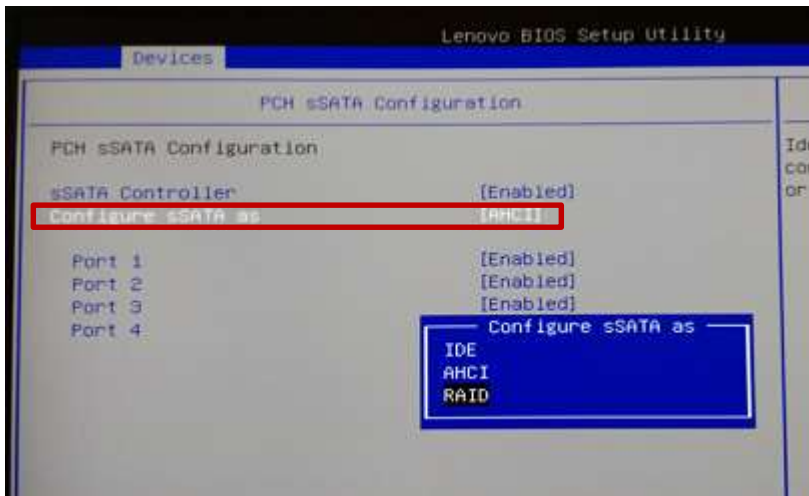 Lenovo BIOS Setup Utility
Devices
PCH sSATA Configuration
PCH sSATA Configuration
sSATA Controller [Enabled]
Configure sSATA as [AHCI]
Port 1 [Enabled]
Port 2 [Enabled]
Port 3 [Enabled]
Port 4
Configure sSATA as
IDE
AHCI
RAID
or